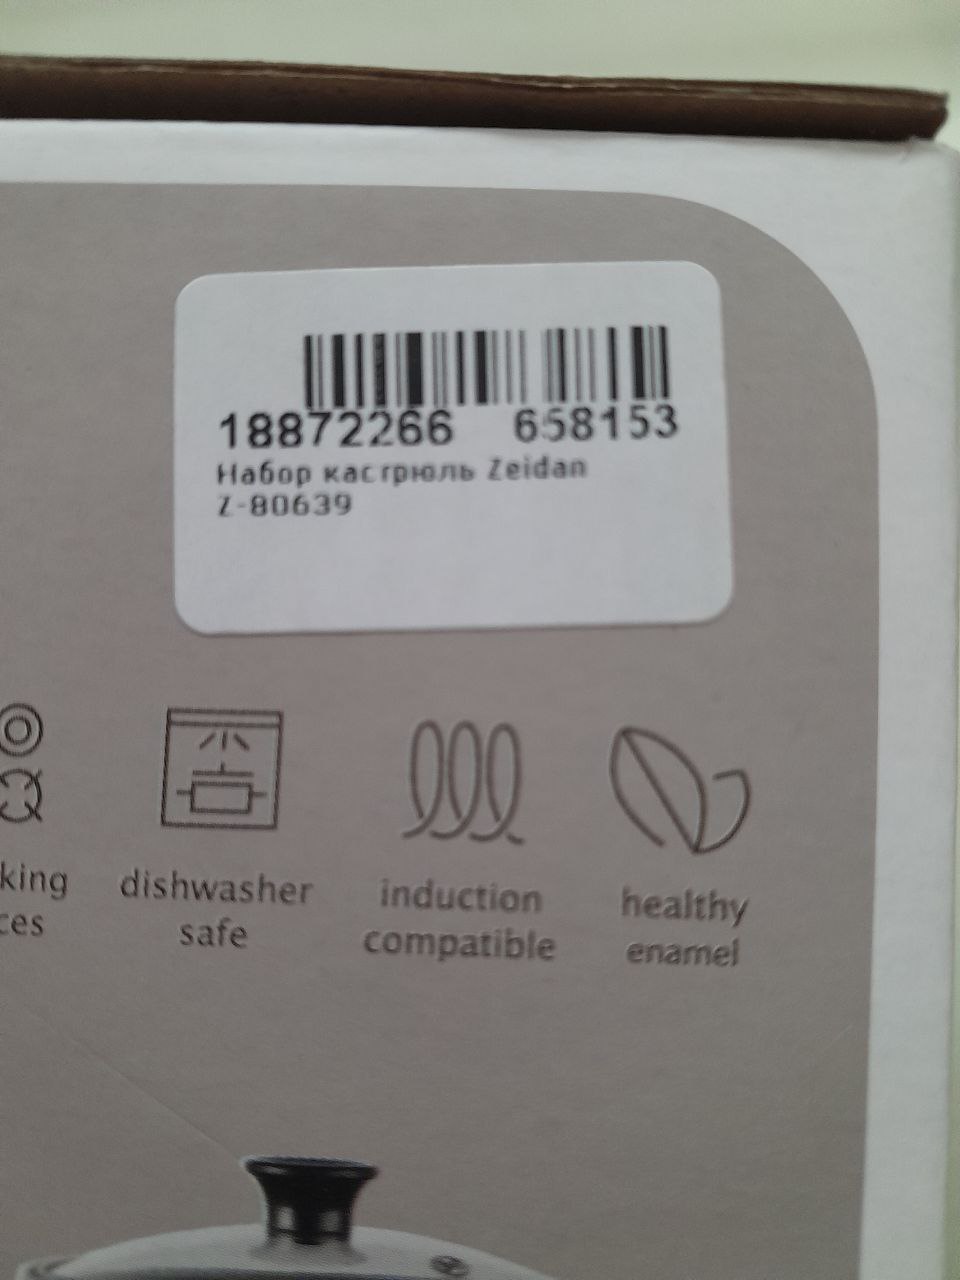 18872266 658153
Набор кастрюль Zeidan
Z-80639
dishwasher
safe
induction
compatible
healthy
enamel